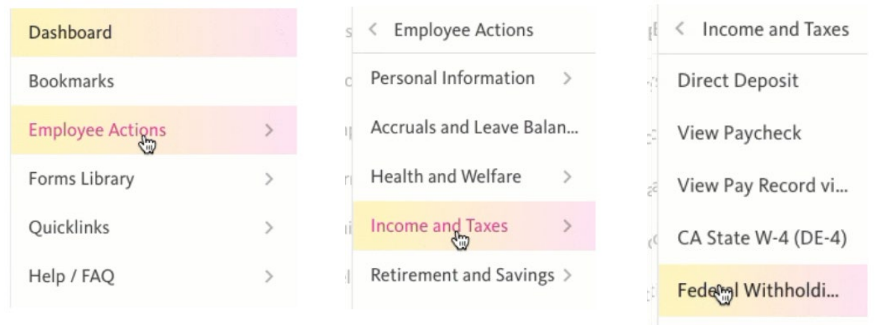 Dashboard
Bookmarks
Employee Actions
Forms Library
Quicklinks
Help / FAQ
Employee Actions
Personal Information
Accruals and Leave Balan...
Health and Welfare
Income and Taxes
Retirement and Savings
Income and Taxes
Direct Deposit
View Paycheck
View Pay Record vi...
CA State W-4 (DE-4)
Federal Withholdi...